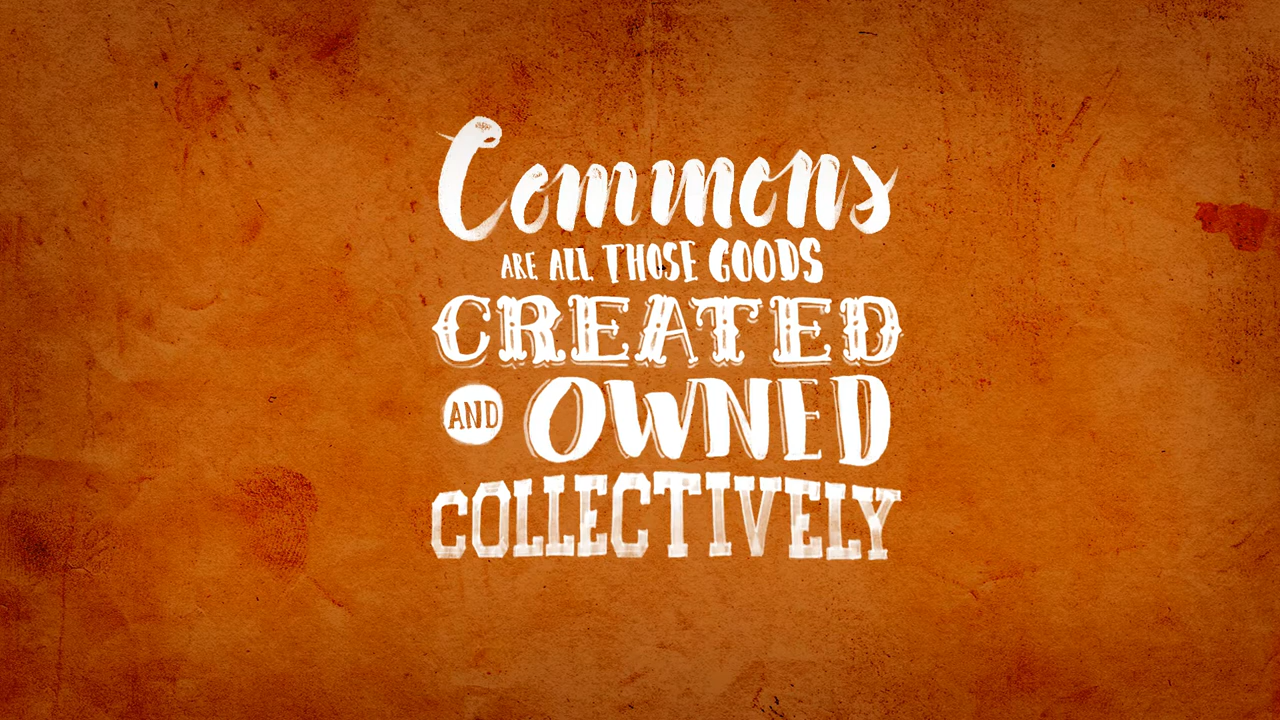 Commons
ARE ALL THOSE GOODS
CREATED
AND OWNED
COLLECTIVELY